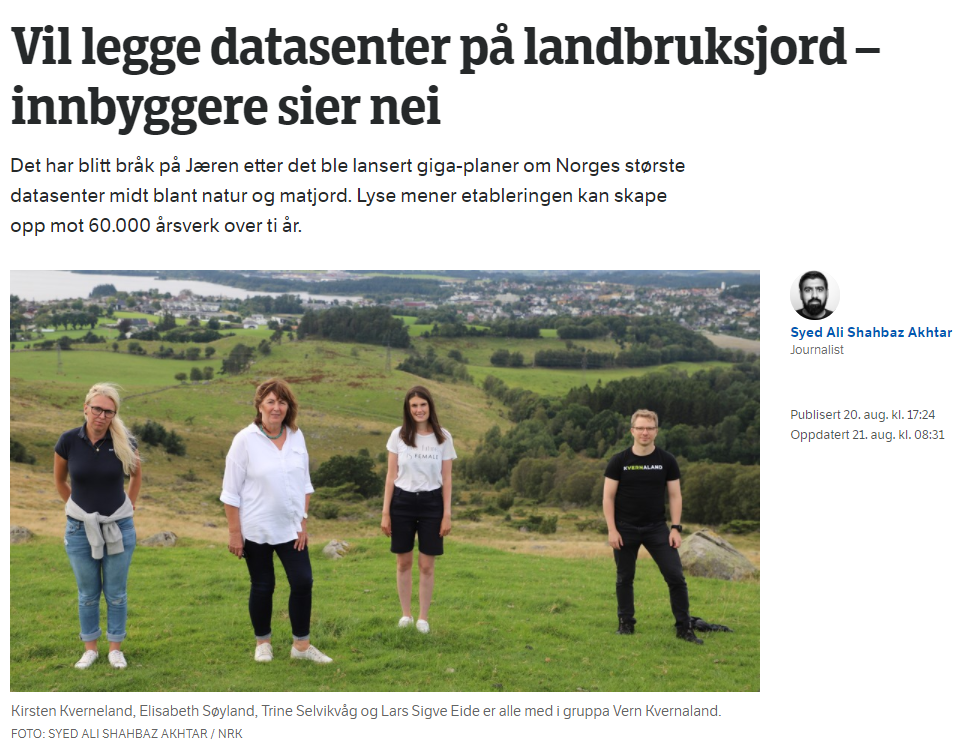 Vil legge datasenter på landbruksjord –
innbyggere sier nei
Det har blitt bråk på Jæren etter det ble lansert giga-planer om Norges største
datasenter midt blant natur og matjord. Lyse mener etableringen kan skape
opp mot 60.000 årsverk over ti år.
Syed Ali Shahbaz Akhtar
Journalist
Publisert 20. aug. kl. 17:24
Oppdatert 21. aug. kl. 08:31
IS FEMALE
KVERNALAND
Kirsten Kverneland, Elisabeth Søyland, Trine Selvikvåg og Lars Sigve Eide er alle med i gruppa Vern Kvernaland.
FOTO: SYED ALI SHAHBAZ AKHTAR / NRK